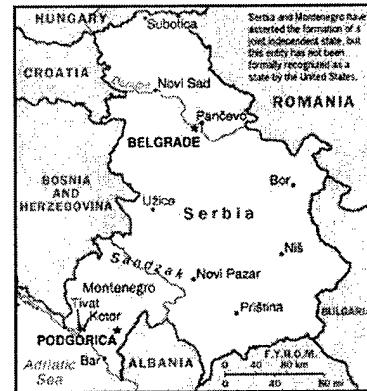 HUNGARY
Subotica
Serbia and Montenegro have
asserted the formation of a
joint independent state, but
this entity has not been
formally recognized as a
state by the United States.
CROATIA
Novi Sad
ROMANIA
Pančevo
BELGRADE
BOSNIA
AND
HERZEGOVINA
Bor
Užice
Serbia
Niš
Sandzak
Novi Pazar
Montenegro
Tivat
Kotor
Priština
BULGARIA
PODGORICA
Bar
Adriatic
Sea
ALBANIA
F.Y.R.O.M.
0 40 80 km
0 40 80 mi